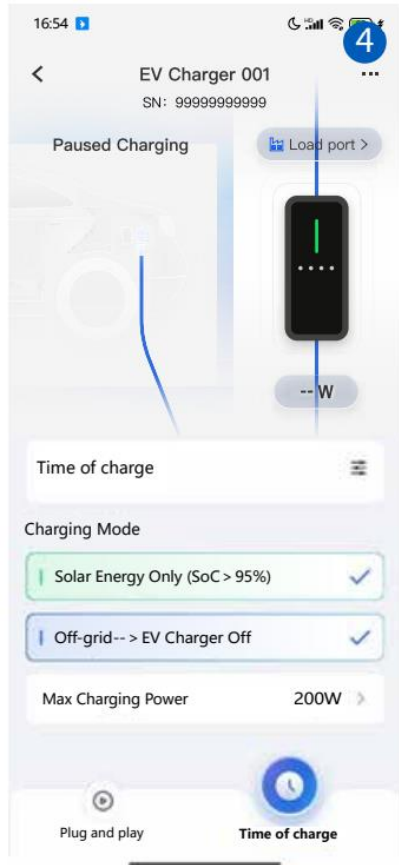 16:54
4
EV Charger 001
SN: 99999999999
Paused Charging
Load port >
-- W
Time of charge
Charging Mode
Solar Energy Only (SoC > 95%)
Off-grid-- > EV Charger Off
Max Charging Power 200W >
Plug and play
Time of charge